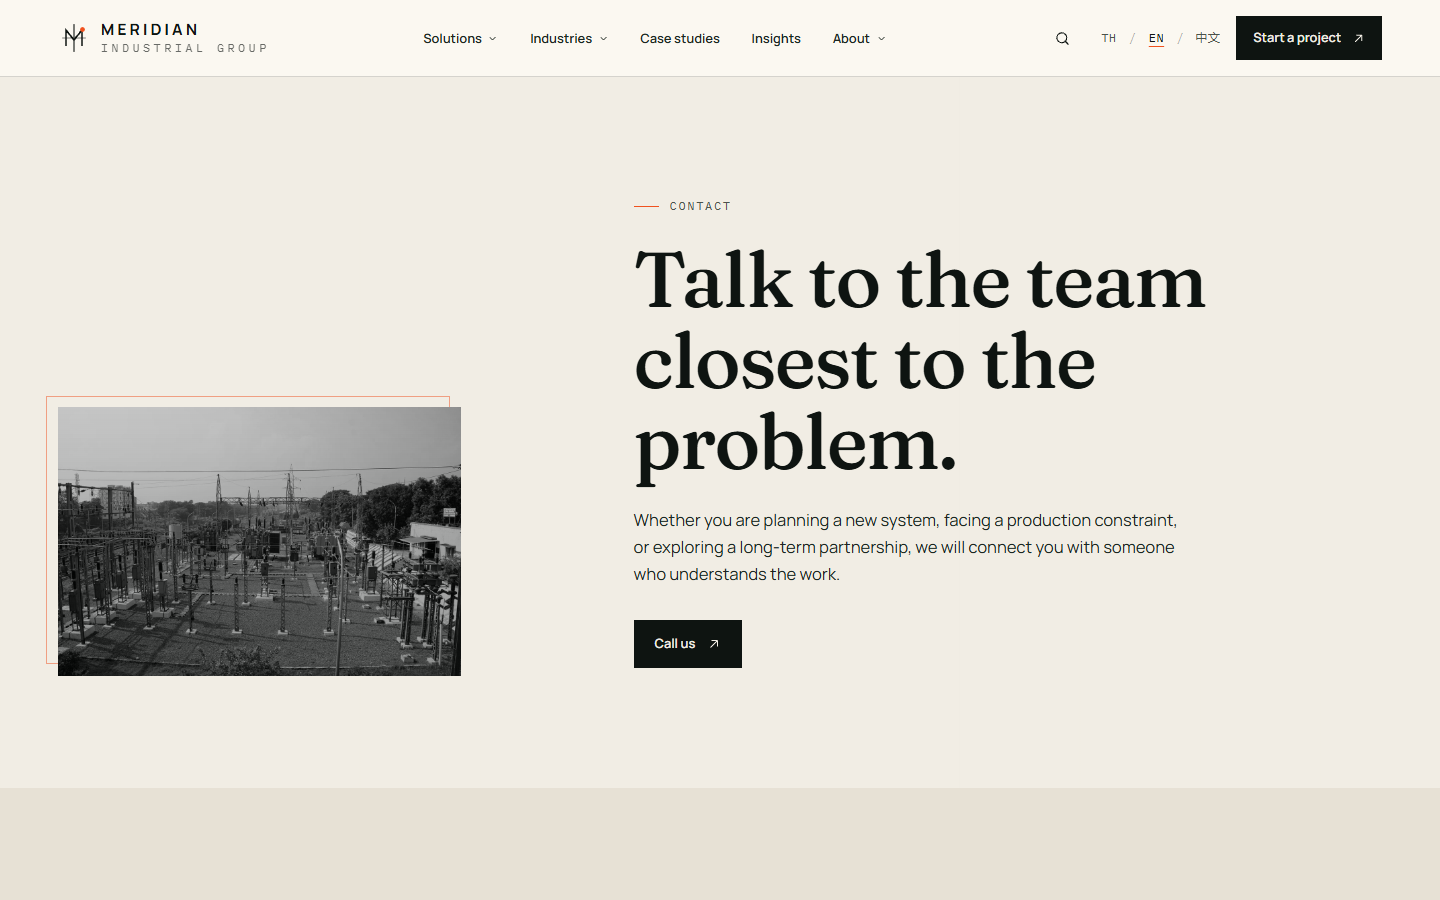 MERIDIAN
INDUSTRIAL GROUP
Solutions
Industries
Case studies
Insights
About
TH / EN / 中文
Start a project
CONTACT
Talk to the team
closest to the
problem.
Whether you are planning a new system, facing a production constraint,
or exploring a long-term partnership, we will connect you with someone
who understands the work.
Call us